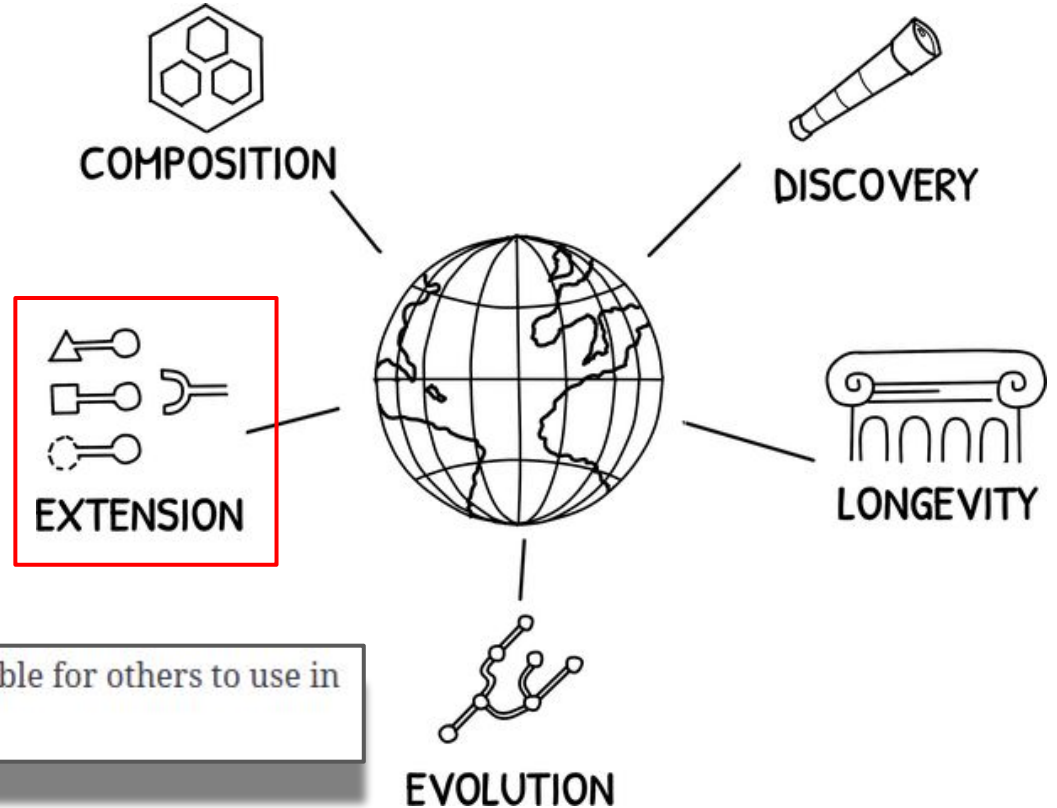 COMPOSITION
DISCOVERY
EXTENSION
LONGEVITY
ble for others to use in
EVOLUTION